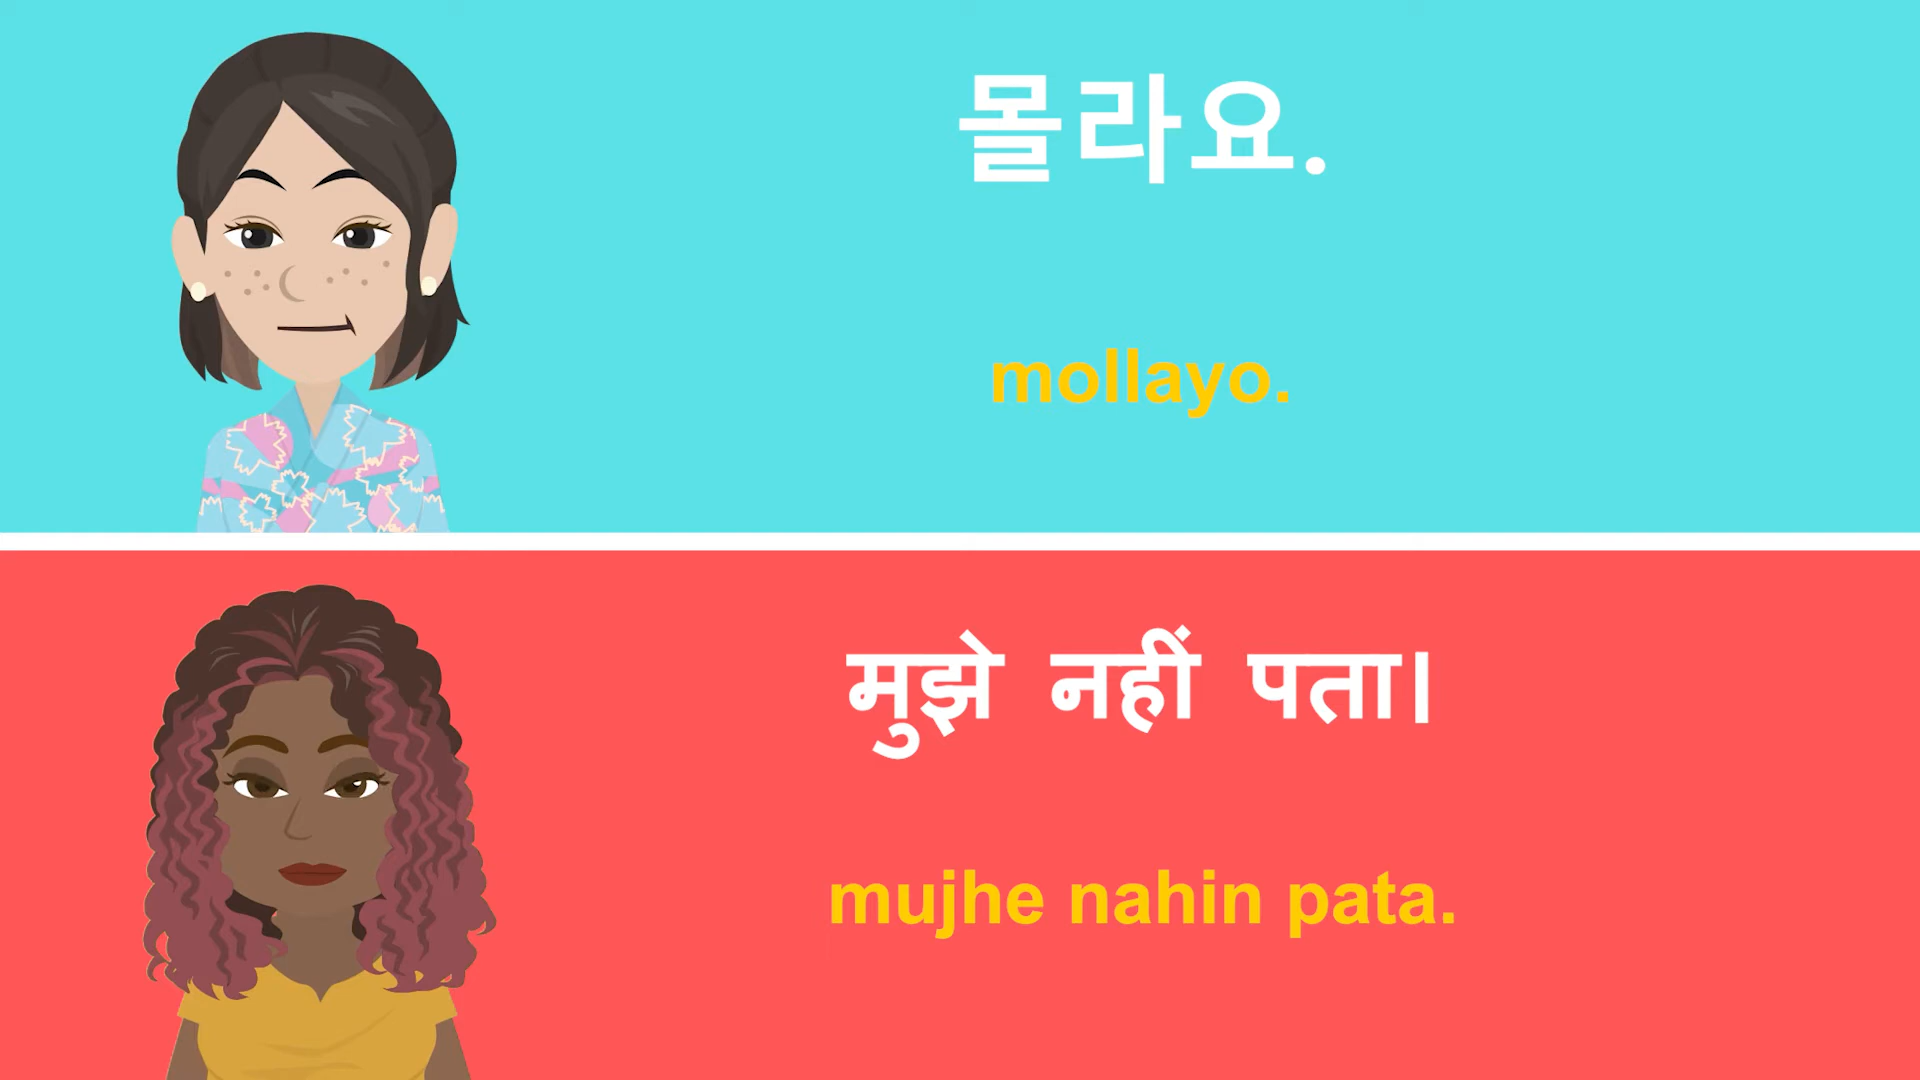 몰라요.
mollayo.
मुझे नहीं पता।
mujhe nahin pata.